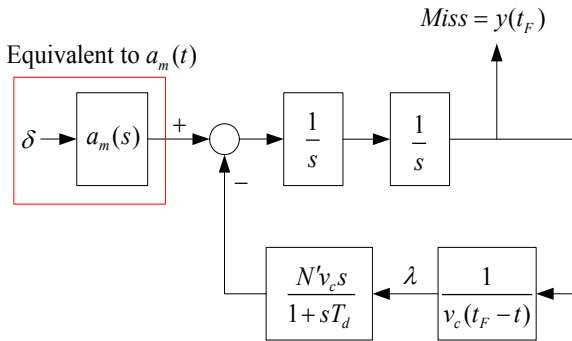 Miss = y(t_F)
Equivalent to a_m(t)
δ
a_m(s)
+
−
1/s
1/s
N'v_c s / 1 + sT_d
λ
1 / v_c(t_F − t)